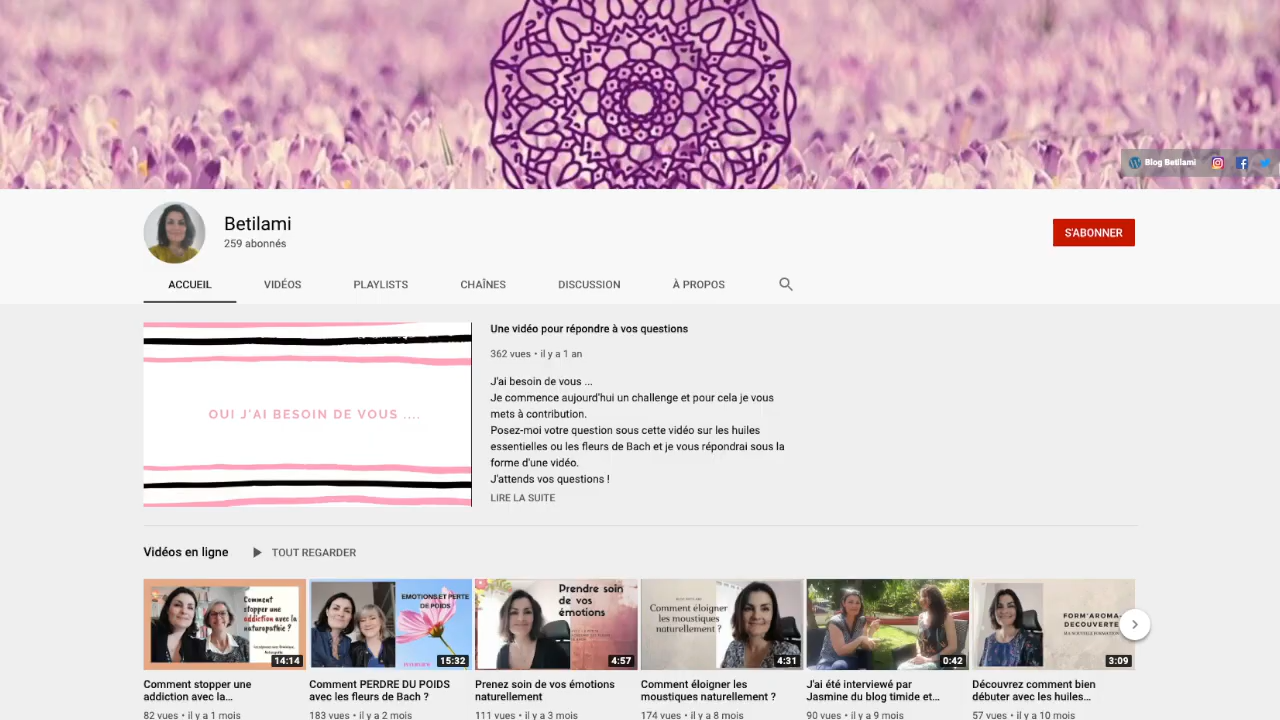 Blog Betilami
Betilami
259 abonnés
S'ABONNER
ACCUEIL
VIDÉOS
PLAYLISTS
CHAÎNES
DISCUSSION
À PROPOS
OUI J'AI BESOIN DE VOUS ....
Une vidéo pour répondre à vos questions
362 vues • il y a 1 an
J'ai besoin de vous ...
Je commence aujourd'hui un challenge et pour cela je vous
mets à contribution.
Posez-moi votre question sous cette vidéo sur les huiles
essentielles ou les fleurs de Bach et je vous répondrai sous la
forme d'une vidéo.
J'attends vos questions !
LIRE LA SUITE
Vidéos en ligne
TOUT REGARDER
Comment
stopper une
addiction avec la
naturopathie ?
14:14
EMOTIONS ET PERTE
DE POIDS
15:32
Prendre soin
de vos
émotions
4:57
Comment éloigner
les moustiques
naturellement ?
4:31
0:42
FORM'AROMA
DECOUVERTE
3:09
Comment stopper une
addiction avec la...
82 vues • il y a 1 mois
Comment PERDRE DU POIDS
avec les fleurs de Bach ?
183 vues • il y a 2 mois
Prenez soin de vos émotions
naturellement
111 vues • il y a 3 mois
Comment éloigner les
moustiques naturellement ?
174 vues • il y a 8 mois
J'ai été interviewé par
Jasmine du blog timide et...
90 vues • il y a 9 mois
Découvrez comment bien
débuter avec les huiles...
57 vues • il y a 10 mois